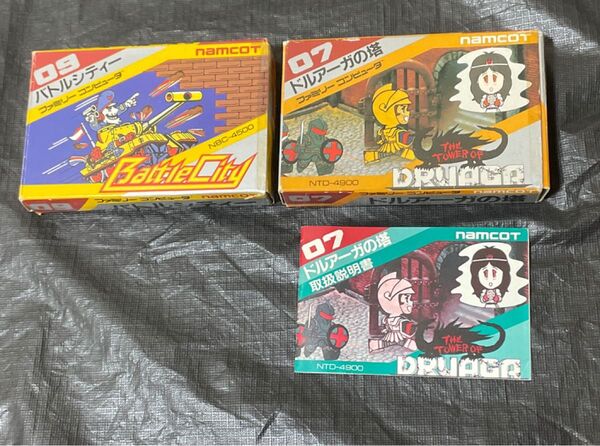 09
バトルシティー
ファミリー コンピュータ
namcot
NBC-4500
Battle City
09
07
ドルアーガの塔
ファミリー コンピュータ
namcot
THE
TOWER OF
DRUAGA
NTD-4900
07
ドルアーガの塔
namcot
07
ドルアーガの塔
取扱説明書
namcot
THE
TOWER OF
DRUAGA
NTD-4900